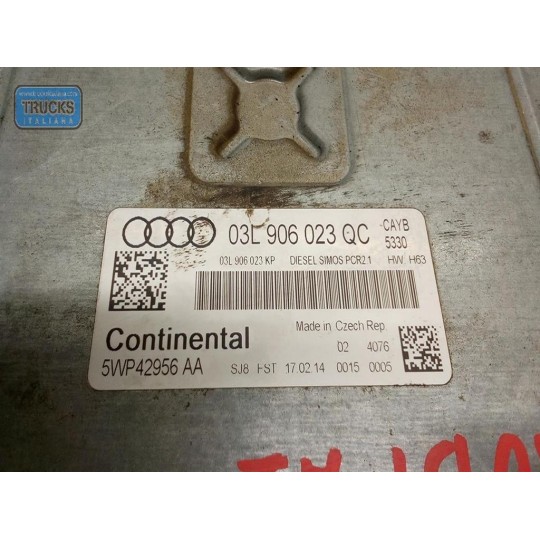 TRUCKS
ITALIANA
03L 906 023 QC
CAYB
5330
03L 906 023 KP DIESEL SIMOS PCR2.1 HW H63
Continental
Made in Czech Rep.
02 4076
5WP42956 AA
SJ8 FST 17.02.14 0015 0005